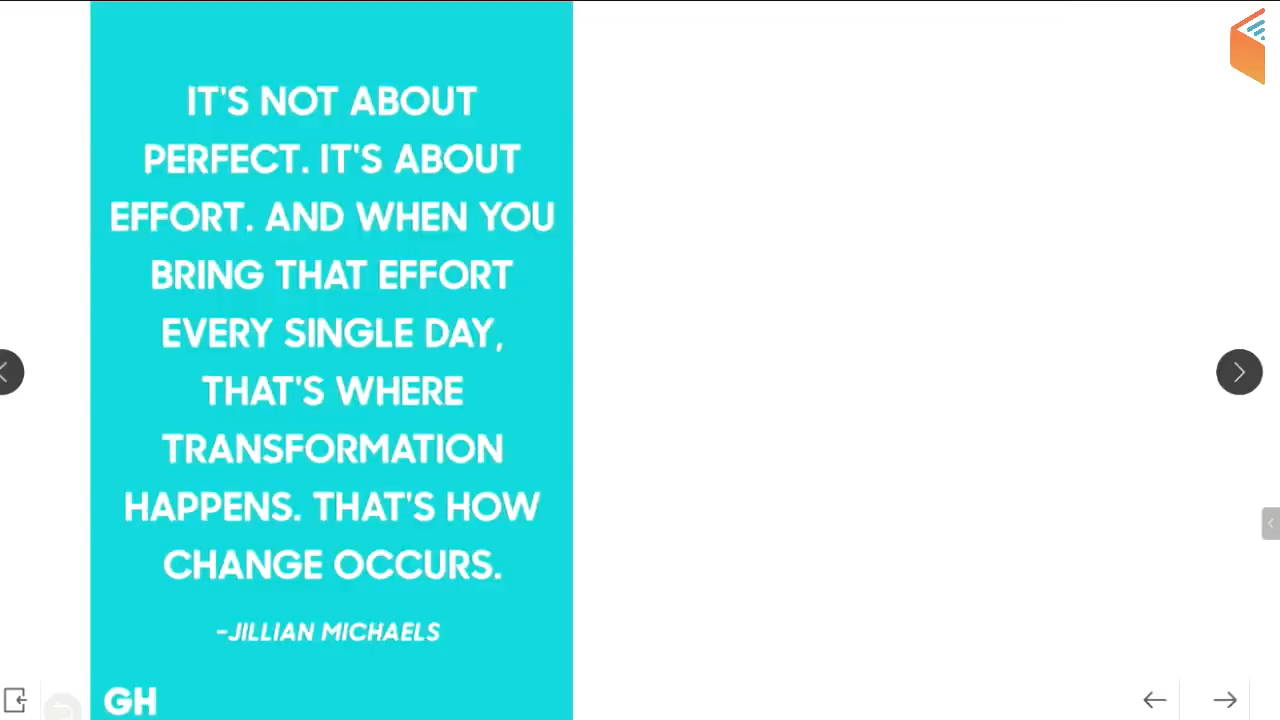 IT'S NOT ABOUT
PERFECT. IT'S ABOUT
EFFORT. AND WHEN YOU
BRING THAT EFFORT
EVERY SINGLE DAY,
THAT'S WHERE
TRANSFORMATION
HAPPENS. THAT'S HOW
CHANGE OCCURS.
-JILLIAN MICHAELS
GH